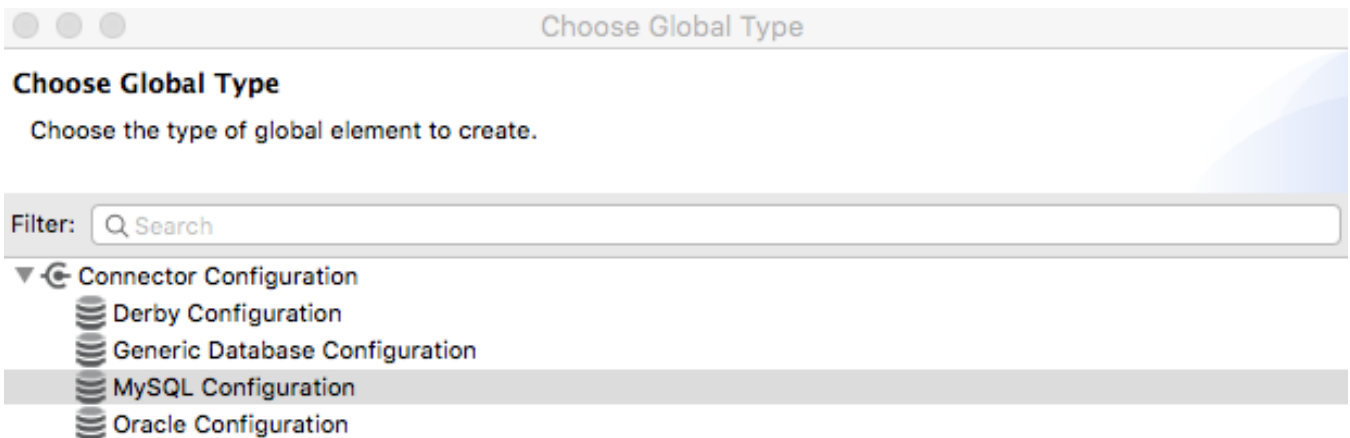 Choose Global Type
Choose Global Type
Choose the type of global element to create.
Filter: Search
Connector Configuration
Derby Configuration
Generic Database Configuration
MySQL Configuration
Oracle Configuration